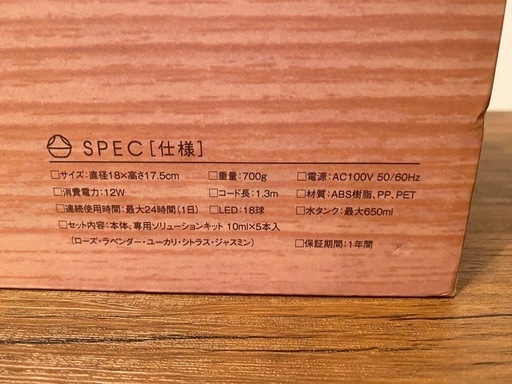 SPEC[仕様]
□サイズ:直径18×高さ17.5cm □重量:700g □電源:AC100V 50/60Hz
□消費電力:12W □コード長:1.3m □材質:ABS樹脂、PP、PET
□連続使用時間:最大24時間(1日) □LED:18球 □水タンク:最大650ml
□セット内容:本体、専用ソリューションキット 10ml×5本入
(ローズ・ラベンダー・ユーカリ・シトラス・ジャスミン) □保証期間:1年間